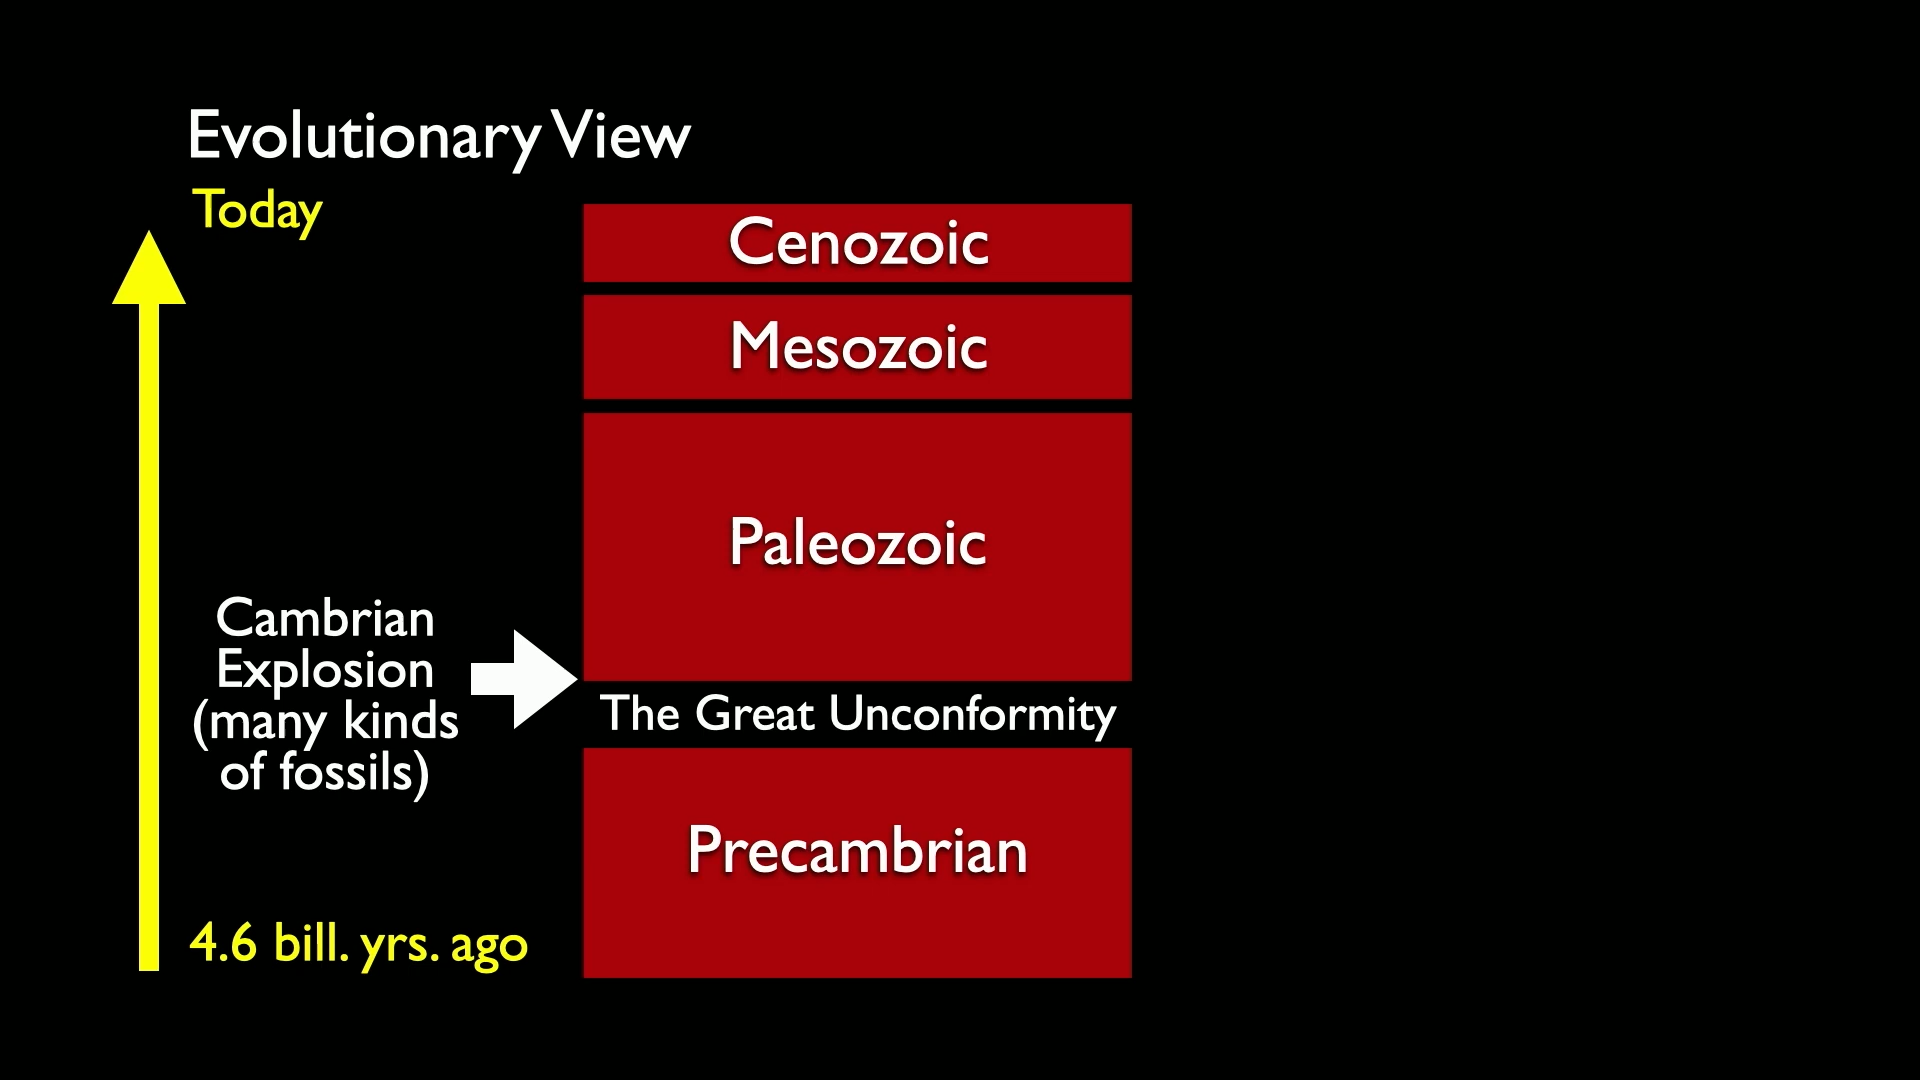 Evolutionary View
Today
Cenozoic
Mesozoic
Paleozoic
Cambrian
Explosion
(many kinds
of fossils)
The Great Unconformity
Precambrian
4.6 bill. yrs. ago